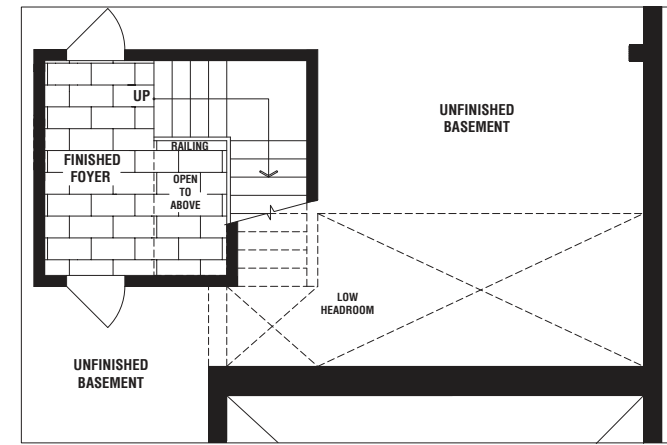 UP
UNFINISHED
BASEMENT
RAILING
FINISHED
FOYER
OPEN
TO
ABOVE
LOW
HEADROOM
UNFINISHED
BASEMENT